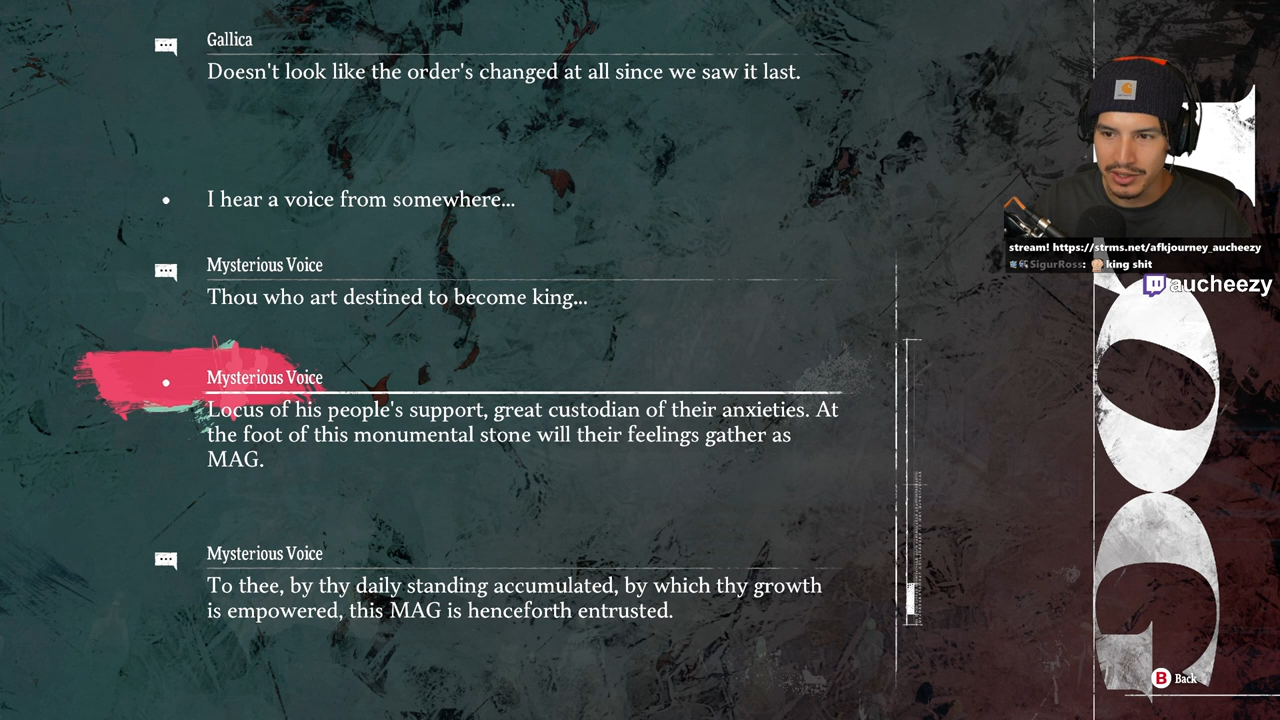 Gallica
Doesn't look like the order's changed at all since we saw it last.
I hear a voice from somewhere...
Mysterious Voice
Thou who art destined to become king...
Mysterious Voice
Locus of his people's support, great custodian of their anxieties. At
the foot of this monumental stone will their feelings gather as
MAG.
Mysterious Voice
To thee, by thy daily standing accumulated, by which thy growth
is empowered, this MAG is henceforth entrusted.
stream! https://strms.net/afkjourney_aucheezy
SigurRoss: king shit
aucheezy
LOG
B Back